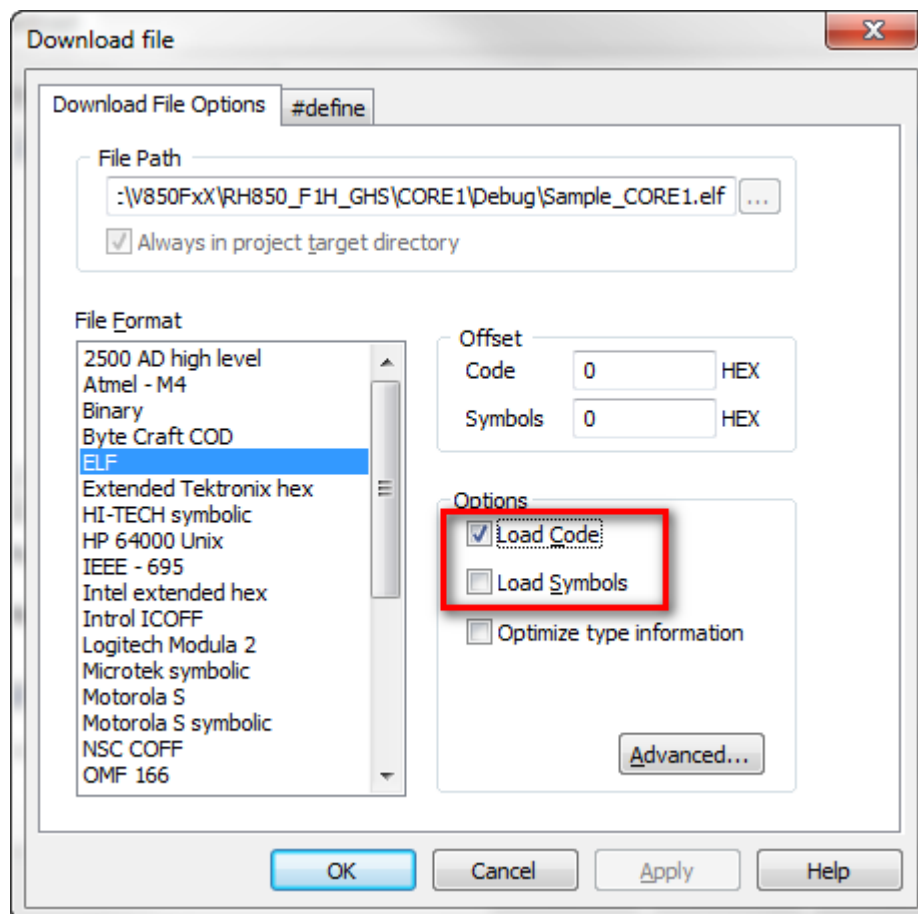 Download file
Download File Options
#define
File Path
:\V850FxX\RH850_F1H_GHS\CORE1\Debug\Sample_CORE1.elf
...
Always in project target directory
File Format
2500 AD high level
Atmel - M4
Binary
Byte Craft COD
ELF
Extended Tektronix hex
HI-TECH symbolic
HP 64000 Unix
IEEE - 695
Intel extended hex
Introl ICOFF
Logitech Modula 2
Microtek symbolic
Motorola S
Motorola S symbolic
NSC COFF
OMF 166
Offset
Code 0 HEX
Symbols 0 HEX
Options
Load Code
Load Symbols
Optimize type information
Advanced...
OK Cancel Apply Help